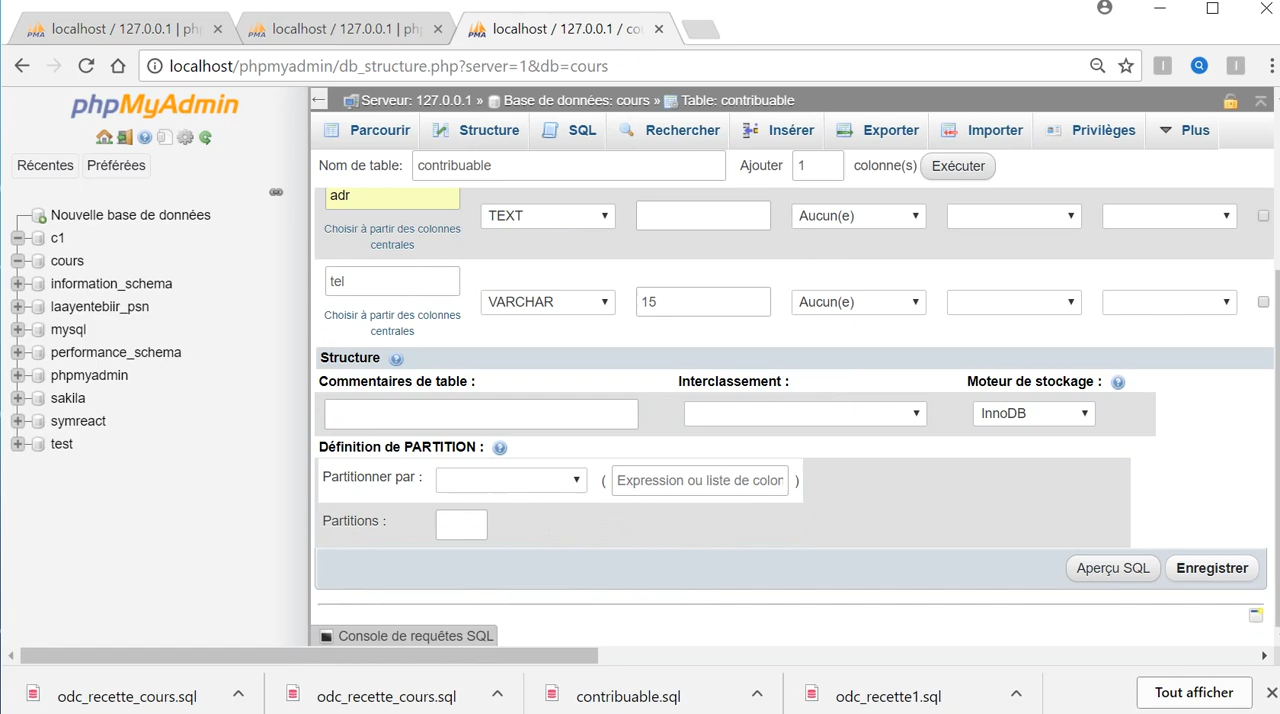 localhost / 127.0.0.1 | ph
localhost / 127.0.0.1 | ph
localhost / 127.0.0.1 / co
localhost/phpmyadmin/db_structure.php?server=1&db=cours
phpMyAdmin
Récentes Préférées
Nouvelle base de données
c1
cours
information_schema
laayentebiir_psn
mysql
performance_schema
phpmyadmin
sakila
symreact
test
Serveur: 127.0.0.1 » Base de données: cours » Table: contribuable
Parcourir Structure SQL Rechercher Insérer Exporter Importer Privilèges Plus
Nom de table: contribuable Ajouter 1 colonne(s) Exécuter
adr TEXT Aucun(e)
Choisir à partir des colonnes
centrales
tel VARCHAR 15 Aucun(e)
Choisir à partir des colonnes
centrales
Structure
Commentaires de table : Interclassement : Moteur de stockage :
InnoDB
Définition de PARTITION :
Partitionner par : ( Expression ou liste de color )
Partitions :
Aperçu SQL Enregistrer
Console de requêtes SQL
odc_recette_cours.sql odc_recette_cours.sql contribuable.sql odc_recette1.sql Tout afficher